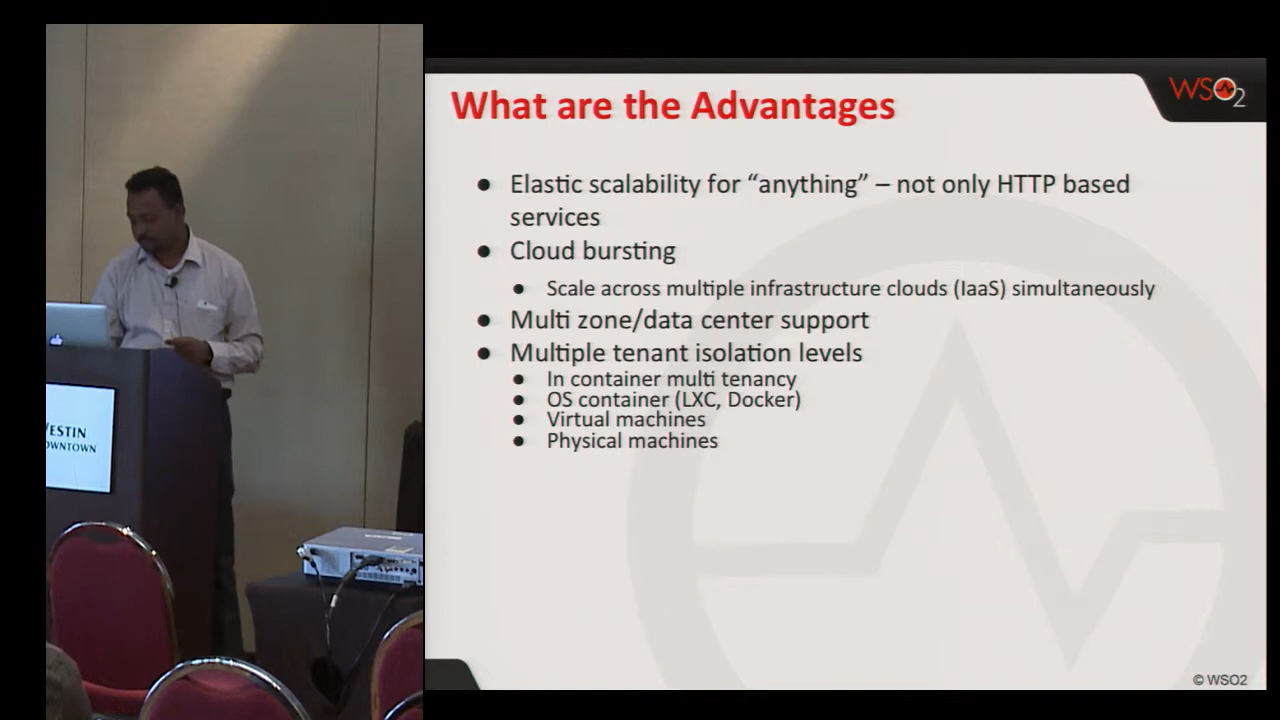 What are the Advantages
WSO2
● Elastic scalability for “anything” – not only HTTP based
services
● Cloud bursting
● Scale across multiple infrastructure clouds (IaaS) simultaneously
● Multi zone/data center support
● Multiple tenant isolation levels
● In container multi tenancy
● OS container (LXC, Docker)
● Virtual machines
● Physical machines
ESTIN
OWNTOWN
© WSO2